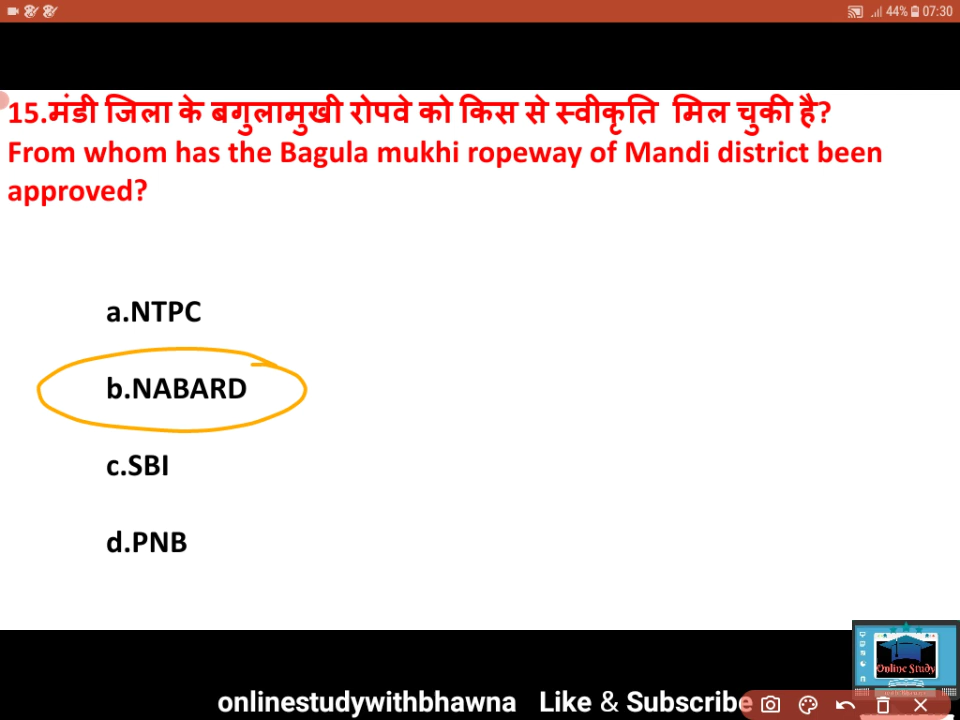 44% 07:30
15.मंडी जिला के बगुलामुखी रोपवे को किस से स्वीकृति मिल चुकी है?
From whom has the Bagula mukhi ropeway of Mandi district been
approved?
a.NTPC
b.NABARD
c.SBI
d.PNB
Online Study
onlinestudywithbhawna Like & Subscribe